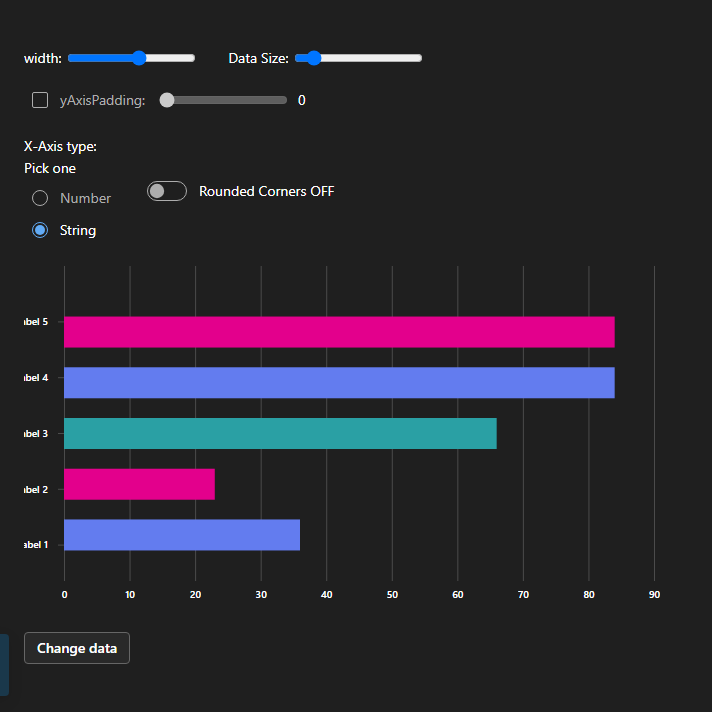 width: Data Size:
yAxisPadding: 0
X-Axis type:
Pick one
Number
Rounded Corners OFF
String
abel 5
abel 4
abel 3
abel 2
abel 1
0 10 20 30 40 50 60 70 80 90
Change data